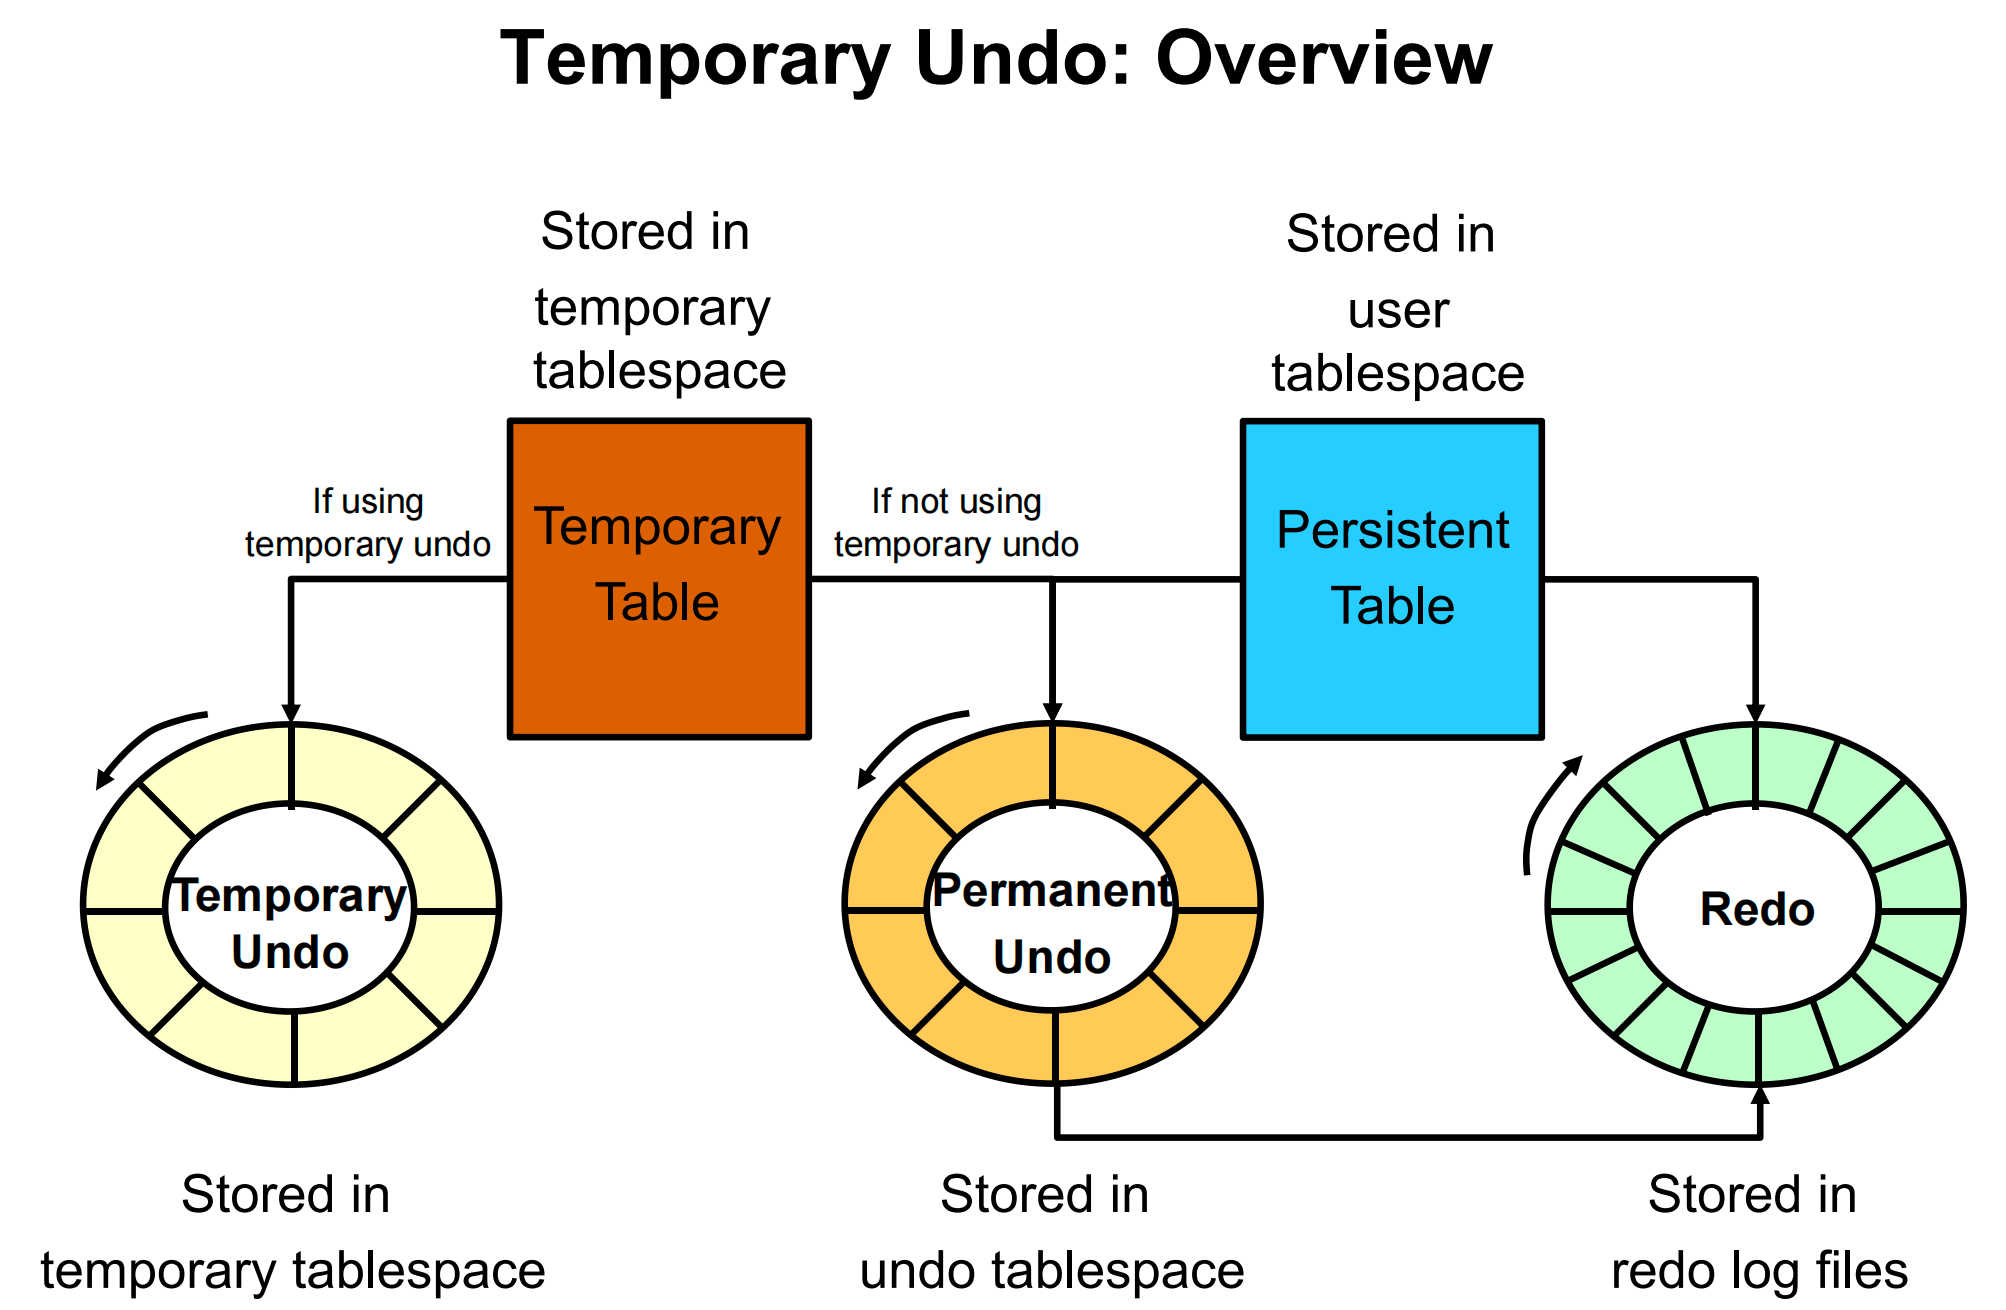 Temporary Undo: Overview
Stored in
temporary
tablespace
Stored in
user
tablespace
If using
temporary undo
Temporary
Table
If not using
temporary undo
Persistent
Table
Temporary
Undo
Permanent
Undo
Redo
Stored in
temporary tablespace
Stored in
undo tablespace
Stored in
redo log files